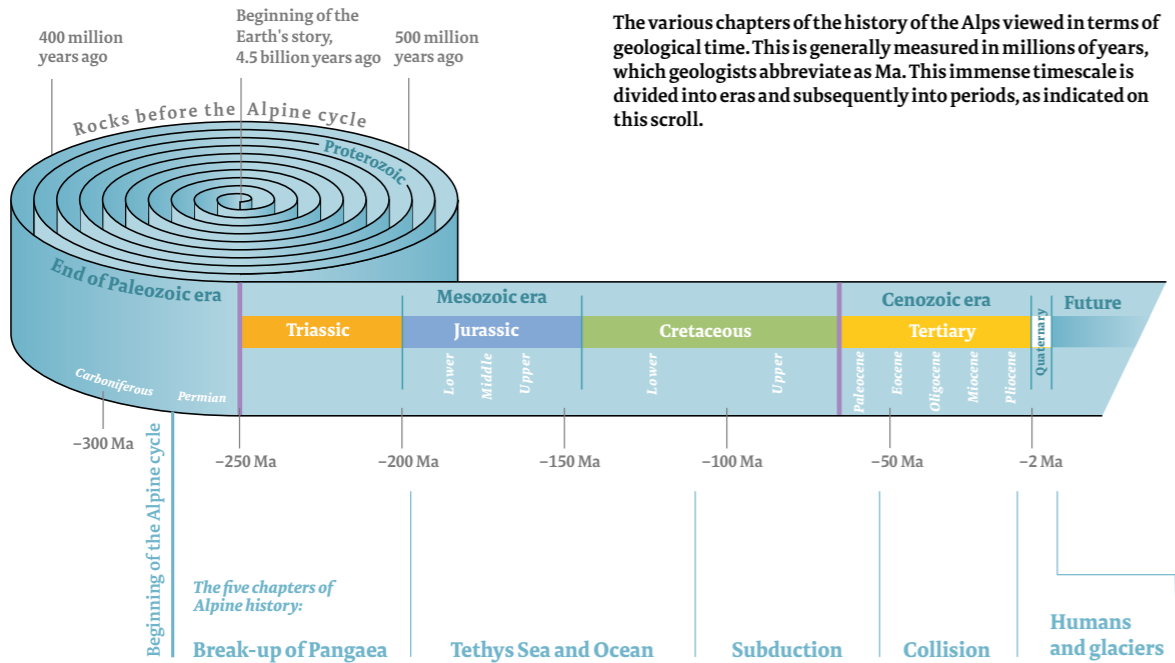 400 million
years ago
Beginning of the
Earth's story,
4.5 billion years ago
500 million
years ago
The various chapters of the history of the Alps viewed in terms of
geological time. This is generally measured in millions of years,
which geologists abbreviate as Ma. This immense timescale is
divided into eras and subsequently into periods, as indicated on
this scroll.
Rocks before the Alpine cycle
Proterozoic
End of Paleozoic era
Mesozoic era
Cenozoic era
Future
Triassic
Jurassic
Cretaceous
Tertiary
Quaternary
Lower
Middle
Upper
Lower
Upper
Paleocene
Eocene
Oligocene
Miocene
Pliocene
Carboniferous
Permian
–300 Ma
–250 Ma
–200 Ma
–150 Ma
–100 Ma
–50 Ma
–2 Ma
Beginning of the Alpine cycle
The five chapters of
Alpine history:
Break-up of Pangaea
Tethys Sea and Ocean
Subduction
Collision
Humans
and glaciers